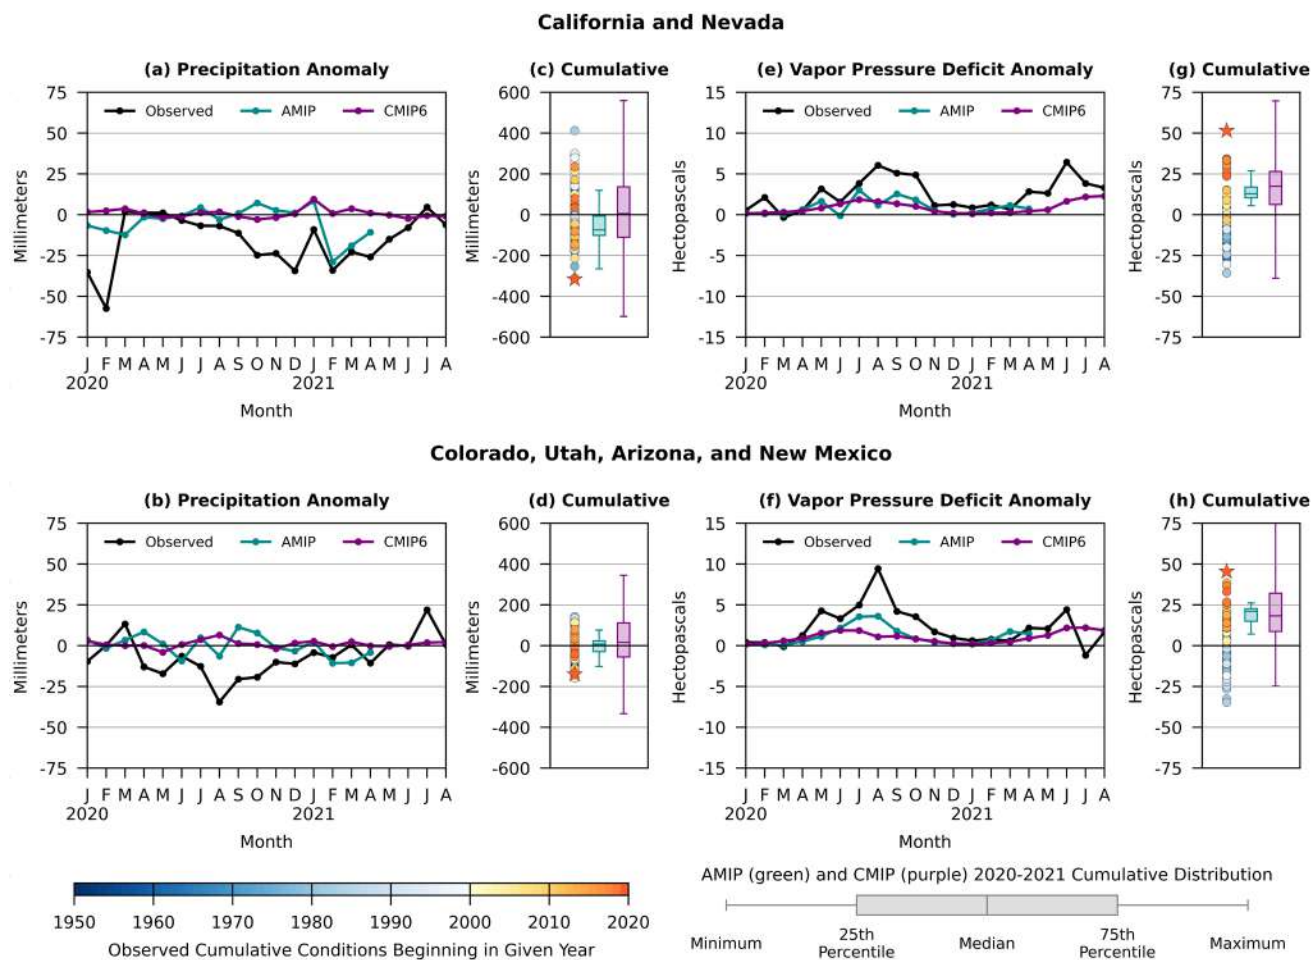 California and Nevada
(a) Precipitation Anomaly
(c) Cumulative
(e) Vapor Pressure Deficit Anomaly
(g) Cumulative
Observed AMIP CMIP6
Observed AMIP CMIP6
75
50
25
0
-25
-50
-75
Millimeters
J F M A M J J A S O N D J F M A M J J A
2020 2021
Month
600
400
200
0
-200
-400
-600
Millimeters
15
10
5
0
-5
-10
-15
Hectopascals
J F M A M J J A S O N D J F M A M J J A
2020 2021
Month
75
50
25
0
-25
-50
-75
Hectopascals
Colorado, Utah, Arizona, and New Mexico
(b) Precipitation Anomaly
(d) Cumulative
(f) Vapor Pressure Deficit Anomaly
(h) Cumulative
Observed AMIP CMIP6
Observed AMIP CMIP6
75
50
25
0
-25
-50
-75
Millimeters
J F M A M J J A S O N D J F M A M J J A
2020 2021
Month
600
400
200
0
-200
-400
-600
Millimeters
15
10
5
0
-5
-10
-15
Hectopascals
J F M A M J J A S O N D J F M A M J J A
2020 2021
Month
75
50
25
0
-25
-50
-75
Hectopascals
1950 1960 1970 1980 1990 2000 2010 2020
Observed Cumulative Conditions Beginning in Given Year
AMIP (green) and CMIP (purple) 2020-2021 Cumulative Distribution
Minimum
25th
Percentile
Median
75th
Percentile
Maximum